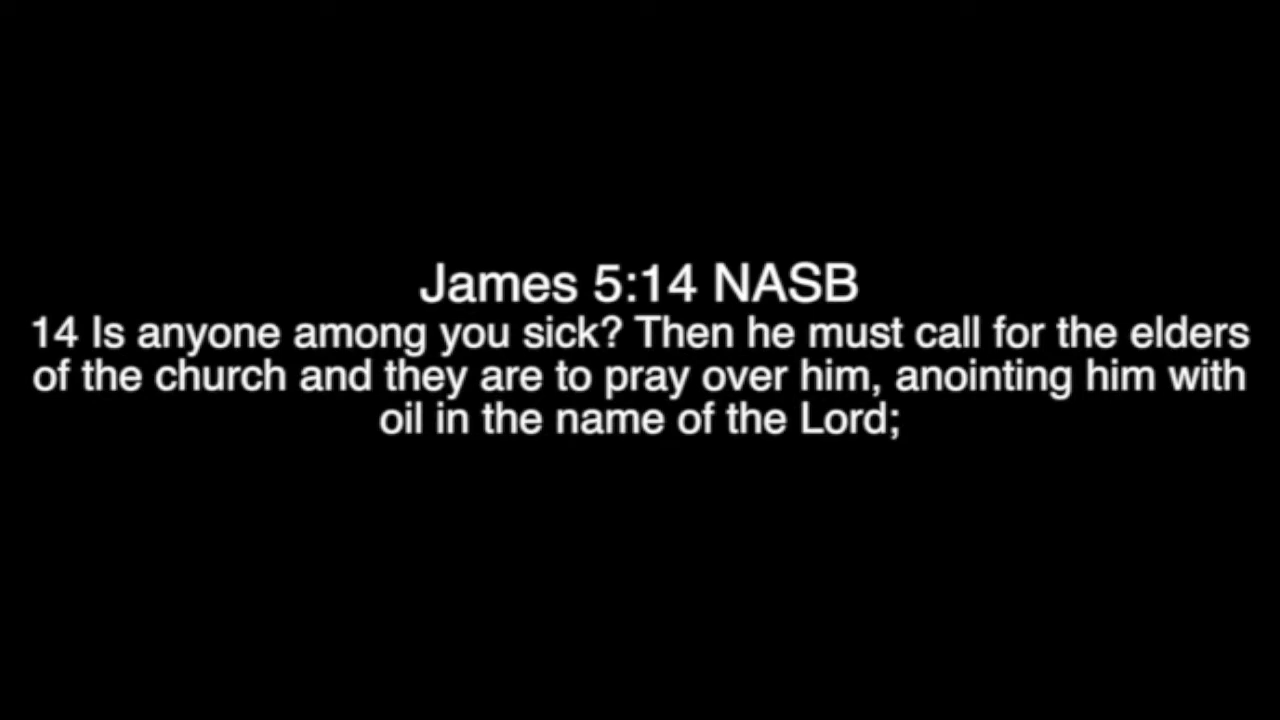 James 5:14 NASB
14 Is anyone among you sick? Then he must call for the elders
of the church and they are to pray over him, anointing him with
oil in the name of the Lord;